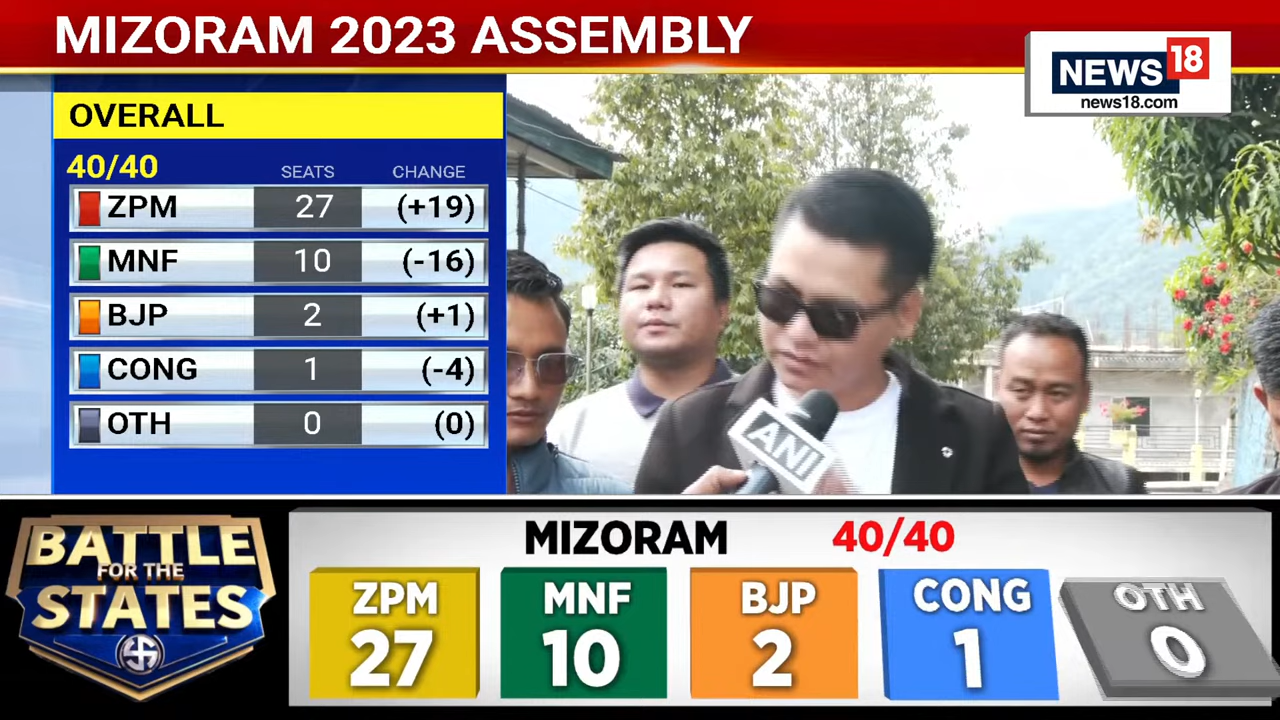 MIZORAM 2023 ASSEMBLY
NEWS 18
news18.com
OVERALL
40/40 SEATS CHANGE
ZPM 27 (+19)
MNF 10 (-16)
BJP 2 (+1)
CONG 1 (-4)
OTH 0 (0)
ANI
BATTLE
FOR THE
STATES
MIZORAM 40/40
ZPM MNF BJP CONG OTH
27 10 2 1 0